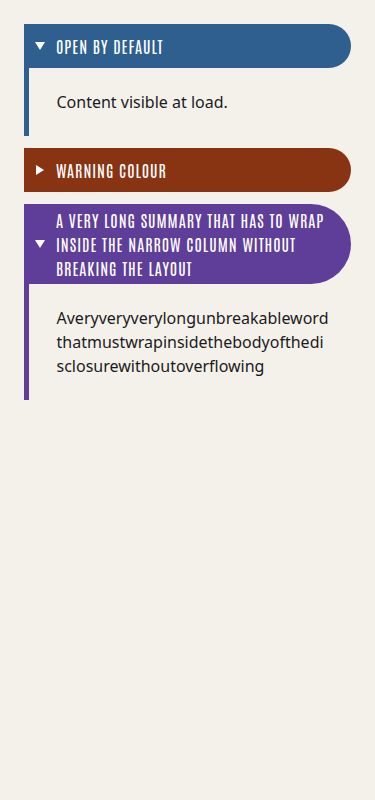 OPEN BY DEFAULT
Content visible at load.
WARNING COLOUR
A VERY LONG SUMMARY THAT HAS TO WRAP
INSIDE THE NARROW COLUMN WITHOUT
BREAKING THE LAYOUT
Averyveryverylongunbreakableword
thatmustwrapinsidethebodyofthedi
sclosurewithoutoverflowing